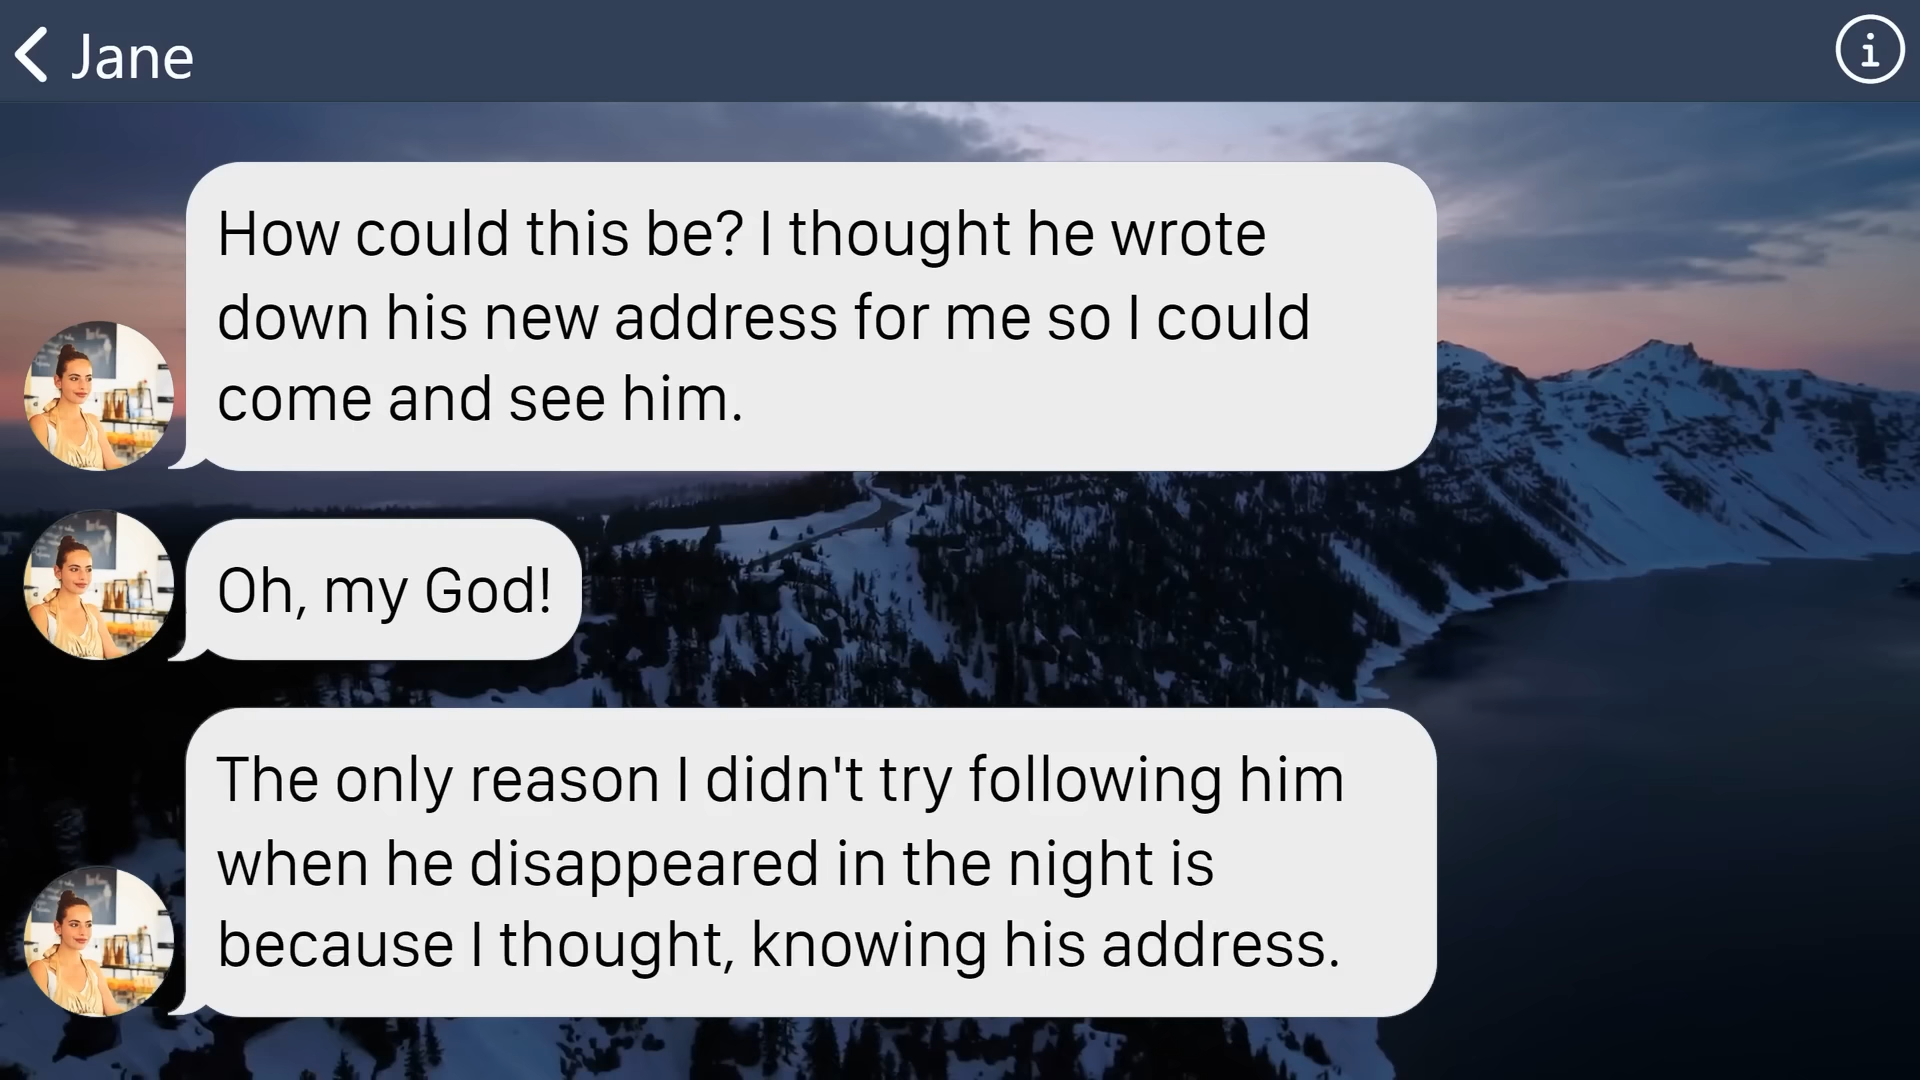 Jane
How could this be? I thought he wrote
down his new address for me so I could
come and see him.
Oh, my God!
The only reason I didn't try following him
when he disappeared in the night is
because I thought, knowing his address.